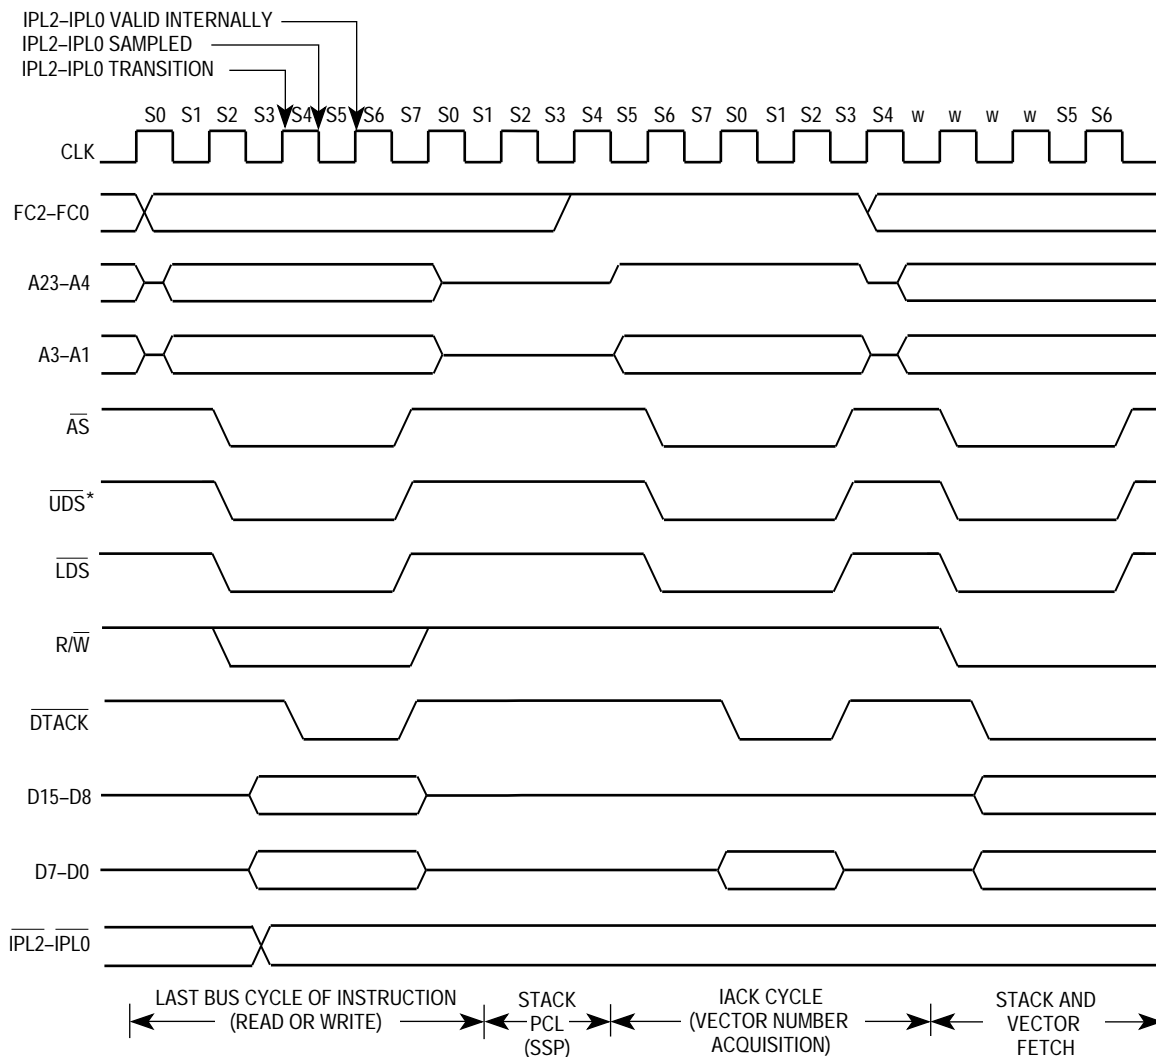 IPL2–IPL0 VALID INTERNALLY
IPL2–IPL0 SAMPLED
IPL2–IPL0 TRANSITION
S0 S1 S2 S3 S4 S5 S6 S7 S0 S1 S2 S3 S4 S5 S6 S7 S0 S1 S2 S3 S4 w w w w S5 S6
CLK
FC2–FC0
A23–A4
A3–A1
AS
UDS*
LDS
R/W
DTACK
D15–D8
D7–D0
IPL2–IPL0
LAST BUS CYCLE OF INSTRUCTION
(READ OR WRITE)
STACK
PCL
(SSP)
IACK CYCLE
(VECTOR NUMBER
ACQUISITION)
STACK AND
VECTOR
FETCH